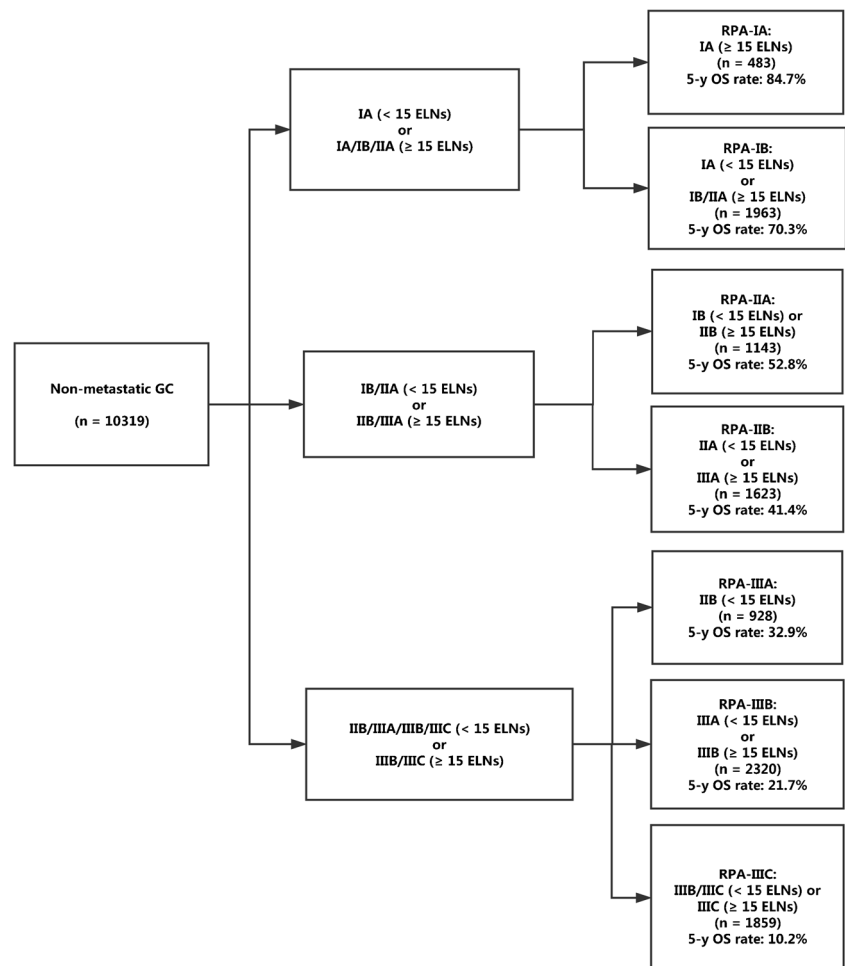 Non-metastatic GC
(n = 10319)
IA (< 15 ELNs)
or
IA/IB/IIA (≥ 15 ELNs)
IB/IIA (< 15 ELNs)
or
IIB/IIIA (≥ 15 ELNs)
IIB/IIIA/IIIB/IIIC (< 15 ELNs)
or
IIIB/IIIC (≥ 15 ELNs)
RPA-IA:
IA (≥ 15 ELNs)
(n = 483)
5-y OS rate: 84.7%
RPA-IB:
IA (< 15 ELNs)
or
IB/IIA (≥ 15 ELNs)
(n = 1963)
5-y OS rate: 70.3%
RPA-IIA:
IB (< 15 ELNs) or
IIB (≥ 15 ELNs)
(n = 1143)
5-y OS rate: 52.8%
RPA-IIB:
IIA (< 15 ELNs)
or
IIIA (≥ 15 ELNs)
(n = 1623)
5-y OS rate: 41.4%
RPA-IIIA:
IIB (< 15 ELNs)
(n = 928)
5-y OS rate: 32.9%
RPA-IIIB:
IIIA (< 15 ELNs)
or
IIIB (≥ 15 ELNs)
(n = 2320)
5-y OS rate: 21.7%
RPA-IIIC:
IIIB/IIIC (< 15 ELNs) or
IIIC (≥ 15 ELNs)
(n = 1859)
5-y OS rate: 10.2%